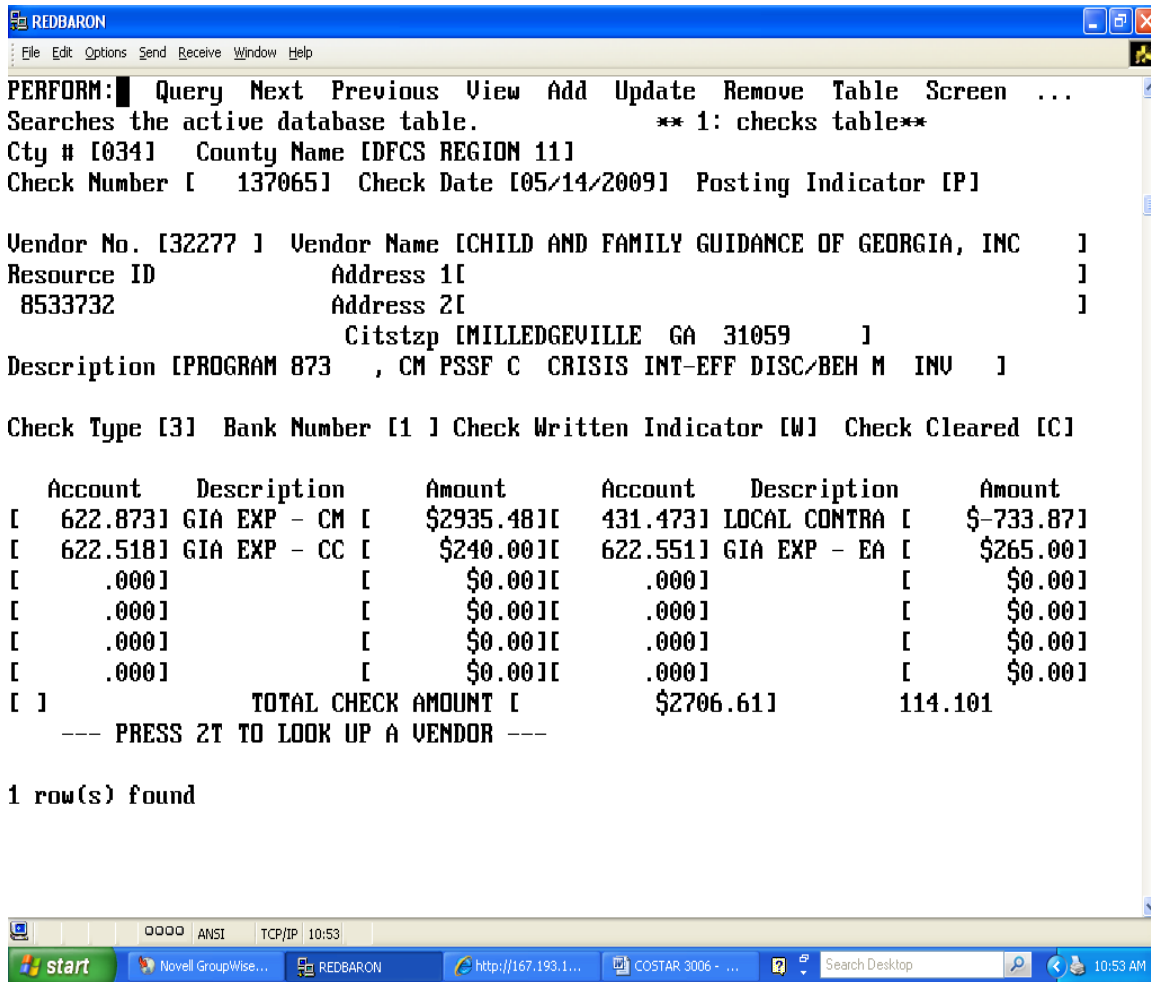 REDBARON
File Edit Options Send Receive Window Help
PERFORM: Query Next Previous View Add Update Remove Table Screen ...
Searches the active database table. ** 1: checks table**
Cty # [034] County Name [DFCS REGION 11]
Check Number [ 137065] Check Date [05/14/2009] Posting Indicator [P]
Vendor No. [32277 ] Vendor Name [CHILD AND FAMILY GUIDANCE OF GEORGIA, INC ]
Resource ID Address 1[ ]
8533732 Address 2[ ]
Citstzp [MILLEDGEVILLE GA 31059 ]
Description [PROGRAM 873 , CM PSSF C CRISIS INT-EFF DISC/BEH M INV ]
Check Type [3] Bank Number [1 ] Check Written Indicator [W] Check Cleared [C]
Account Description Amount Account Description Amount
[ 622.873] GIA EXP - CM [ $2935.48][ 431.473] LOCAL CONTRA [ $-733.87]
[ 622.518] GIA EXP - CC [ $240.00][ 622.551] GIA EXP - EA [ $265.00]
[ .000] [ $0.00][ .000] [ $0.00]
[ .000] [ $0.00][ .000] [ $0.00]
[ .000] [ $0.00][ .000] [ $0.00]
[ .000] [ $0.00][ .000] [ $0.00]
[ ] TOTAL CHECK AMOUNT [ $2706.61] 114.101
--- PRESS 2T TO LOOK UP A VENDOR ---
1 row(s) found
0000 ANSI TCP/IP 10:53
start Novell GroupWise... REDBARON http://167.193.1... COSTAR 3006 - ... Search Desktop 10:53 AM